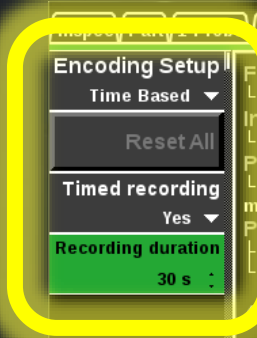 Encoding Setup
Time Based
Reset All
Timed recording
Yes
Recording duration
30 s